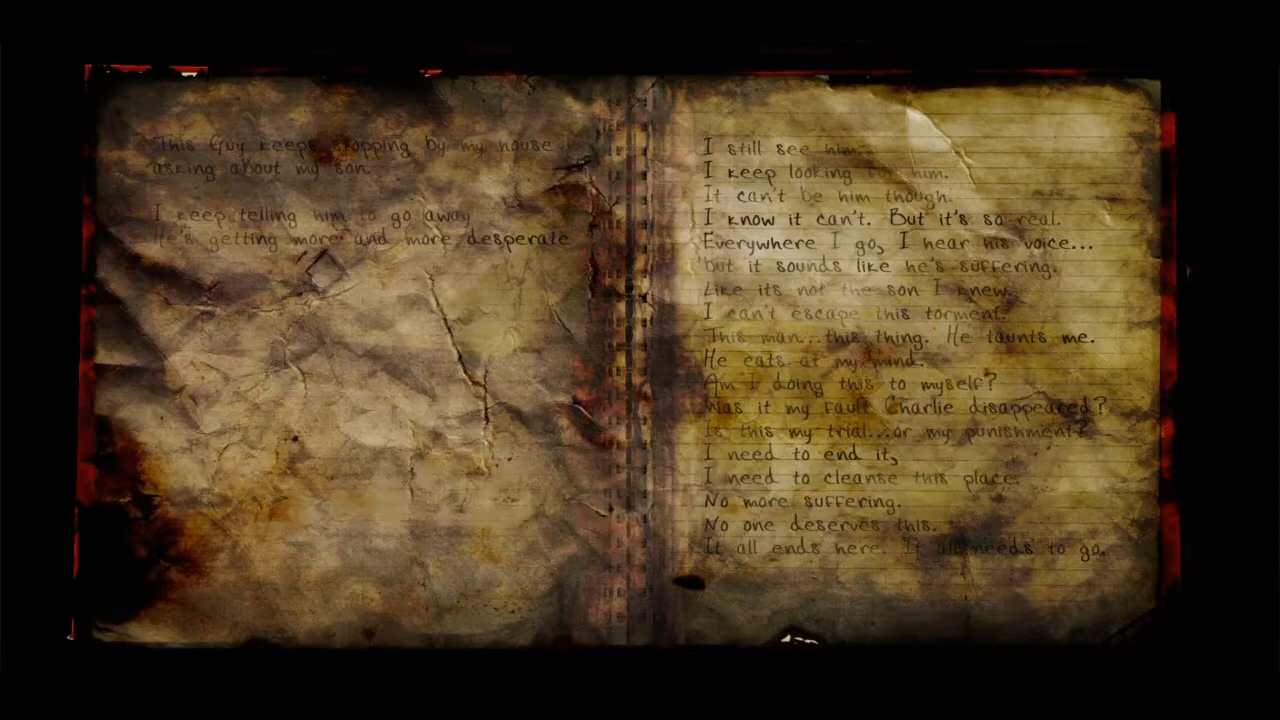 This Guy keeps stopping by my house
asking about my son.
I keep telling him to go away
He's getting more and more desperate
I still see him.
I keep looking for him.
It can't be him though.
I know it can't. But it's so real.
Everywhere I go, I hear his voice...
but it sounds like he's suffering.
Like its not the son I knew.
I can't escape this torment.
This man...this thing. He taunts me.
He eats at my mind.
Am I doing this to myself?
Was it my fault Charlie disappeared?
Is this my trial...or my punishment?
I need to end it,
I need to cleanse this place.
No more suffering.
No one deserves this.
It all ends here. It all needs to go.